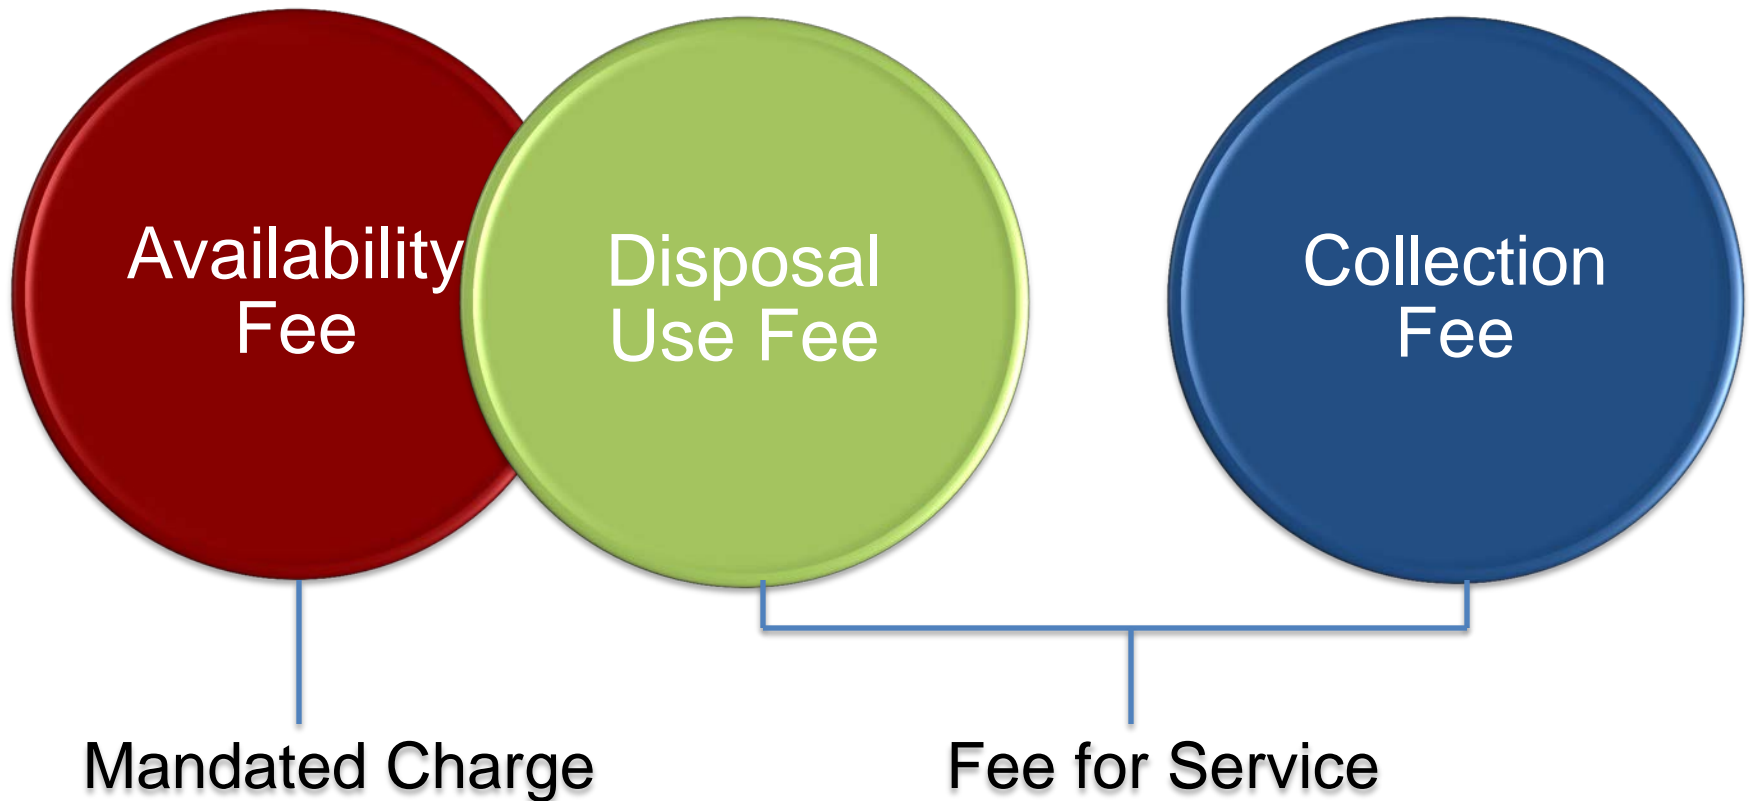 Availability
Fee
Disposal
Use Fee
Collection
Fee
Mandated Charge
Fee for Service